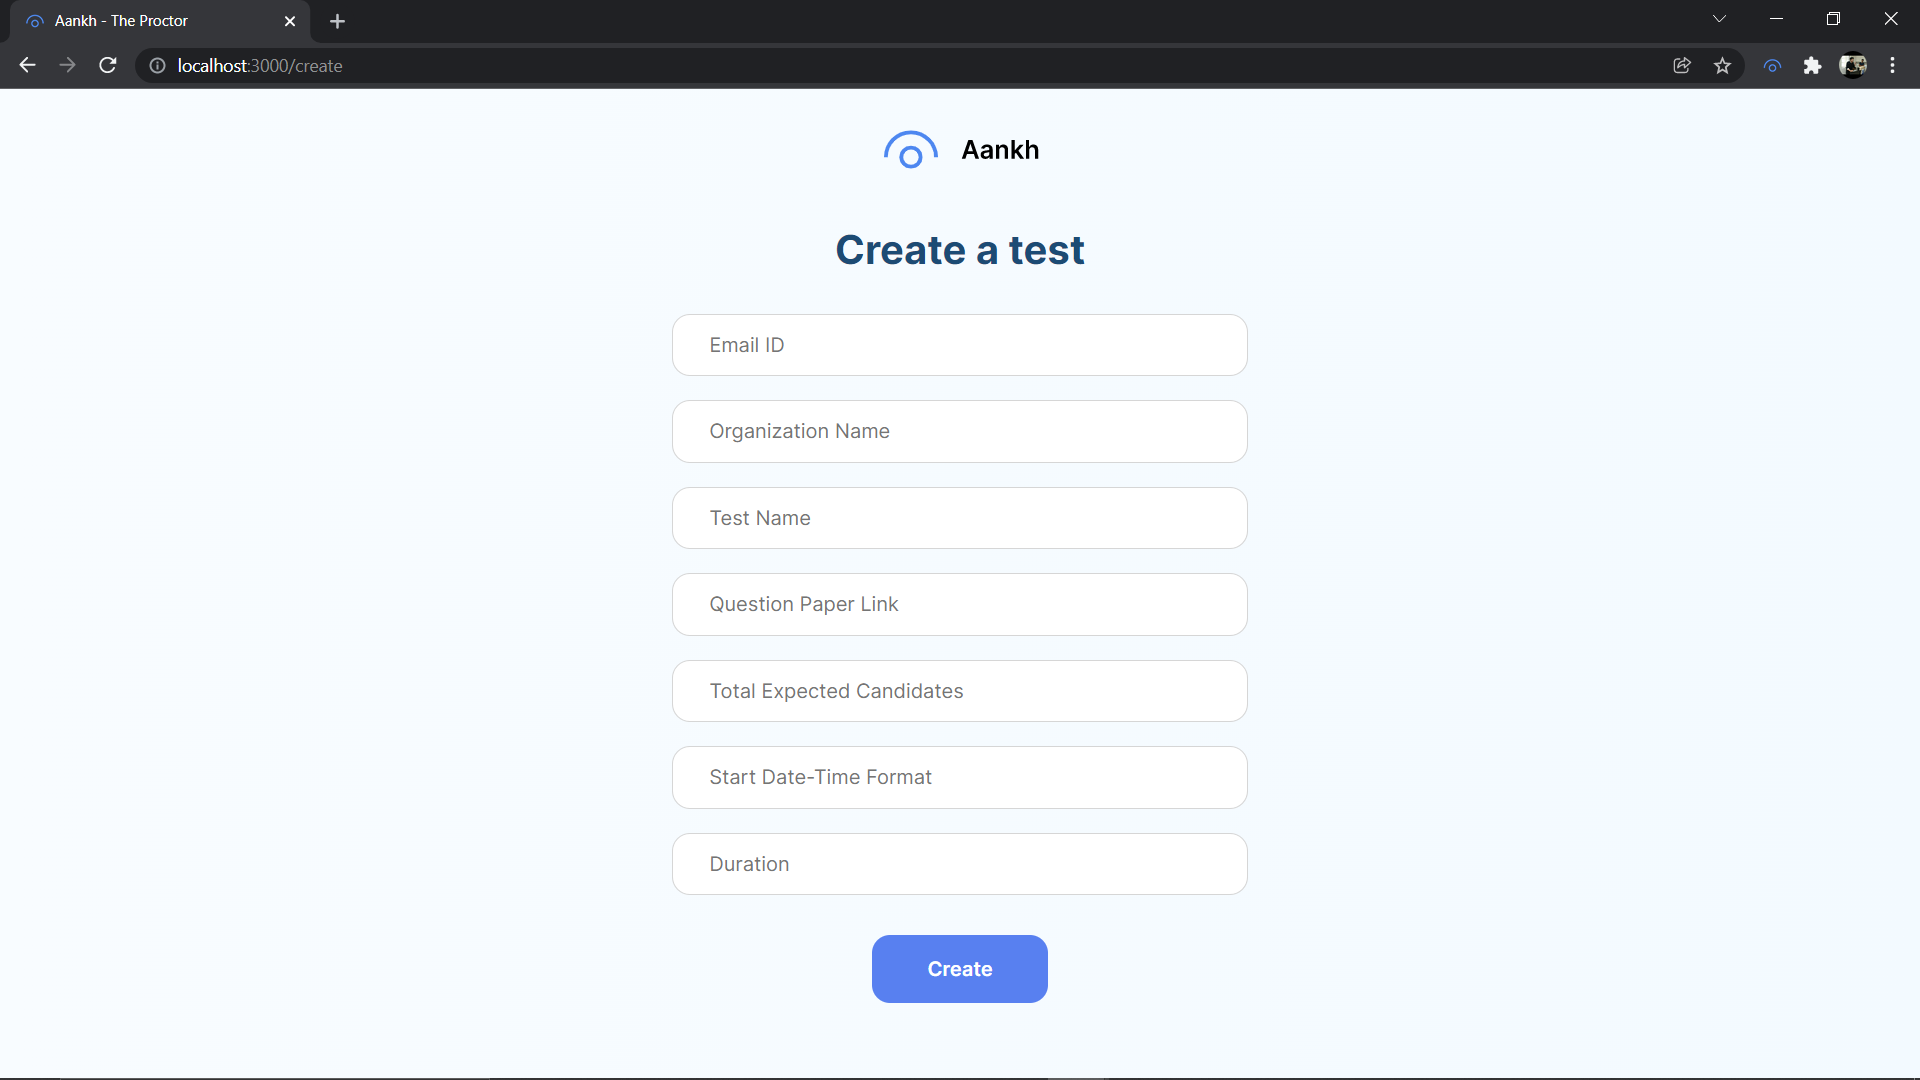 Aankh - The Proctor
localhost:3000/create
Aankh
Create a test
Email ID
Organization Name
Test Name
Question Paper Link
Total Expected Candidates
Start Date-Time Format
Duration
Create